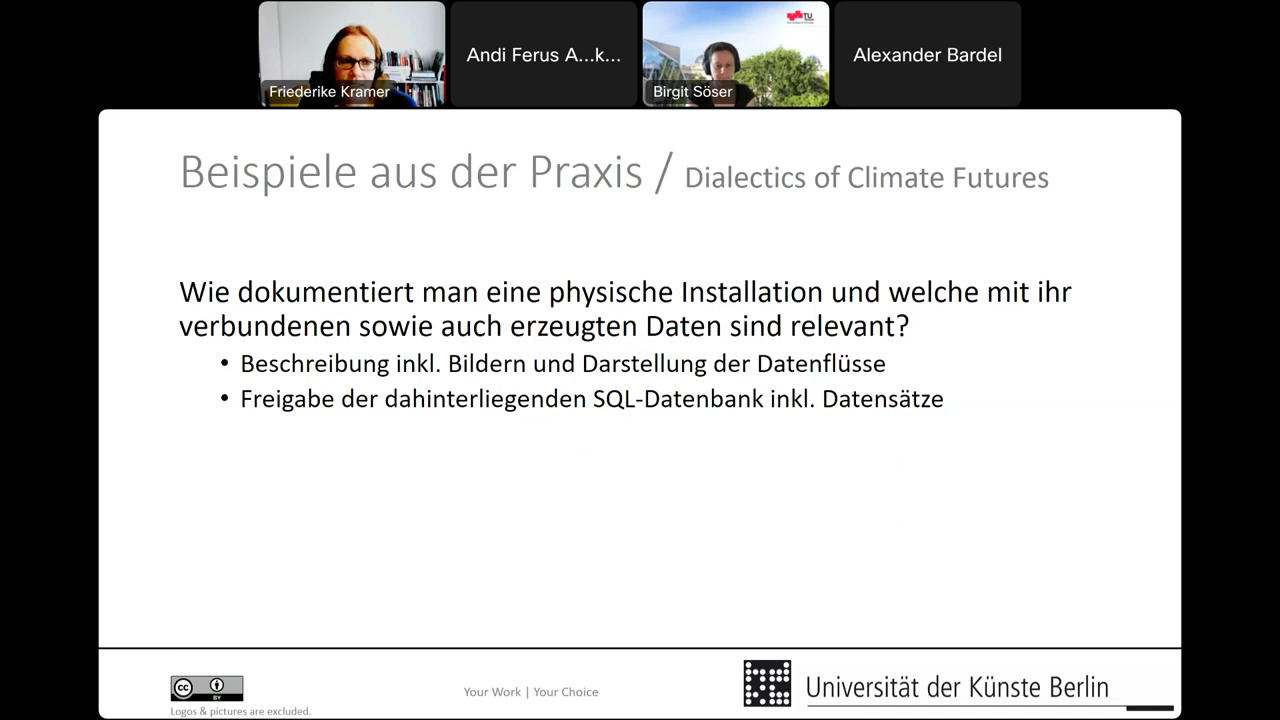 TU
Friederike Kramer
Andi Ferus A...k...
Birgit Söser
Alexander Bardel
Beispiele aus der Praxis / Dialectics of Climate Futures
Wie dokumentiert man eine physische Installation und welche mit ihr
verbundenen sowie auch erzeugten Daten sind relevant?
• Beschreibung inkl. Bildern und Darstellung der Datenflüsse
• Freigabe der dahinterliegenden SQL-Datenbank inkl. Datensätze
cc BY
Logos & pictures are excluded.
Your Work | Your Choice
Universität der Künste Berlin